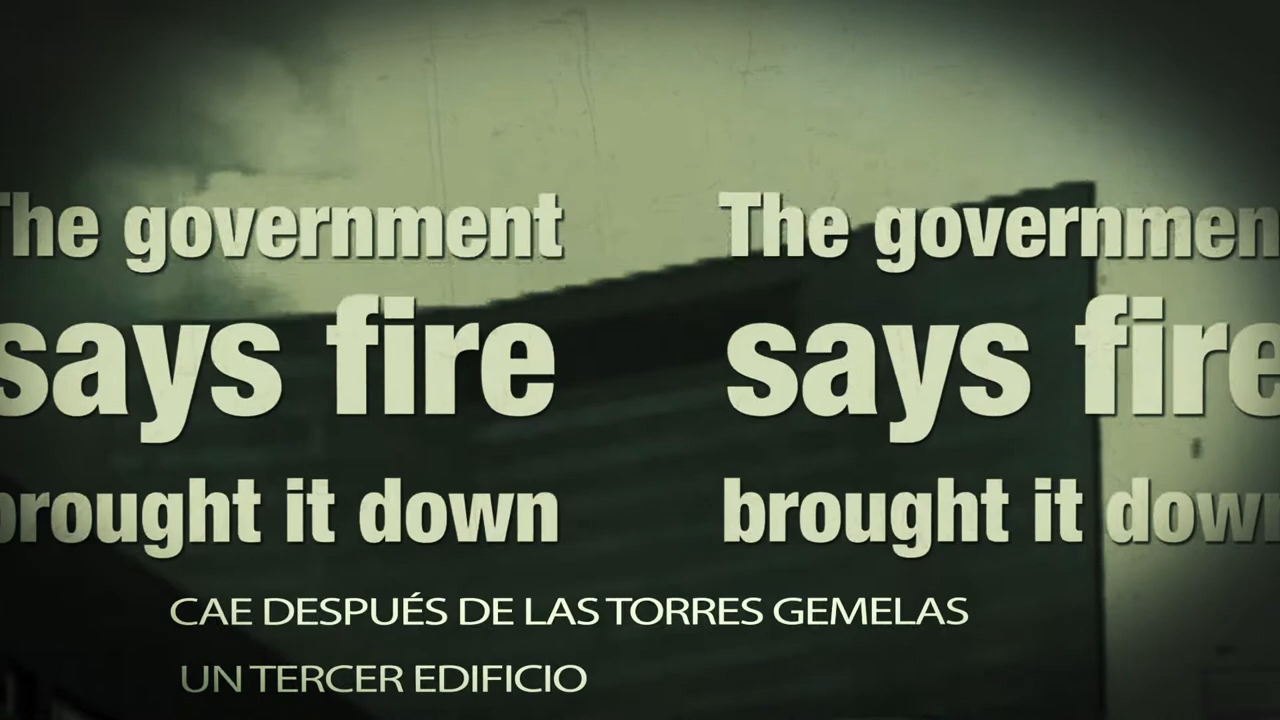 The government The governmen
says fire says fire
brought it down brought it down
CAE DESPUÉS DE LAS TORRES GEMELAS
UN TERCER EDIFICIO